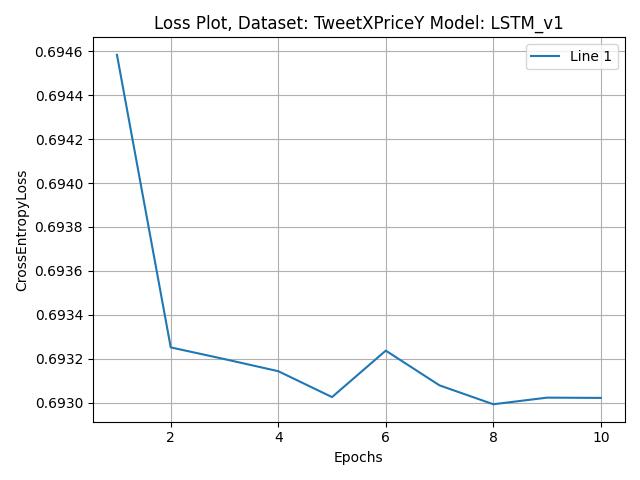 Loss Plot, Dataset: TweetXPriceY Model: LSTM_v1
Line 1
CrossEntropyLoss
0.6946
0.6944
0.6942
0.6940
0.6938
0.6936
0.6934
0.6932
0.6930
2 4 6 8 10
Epochs